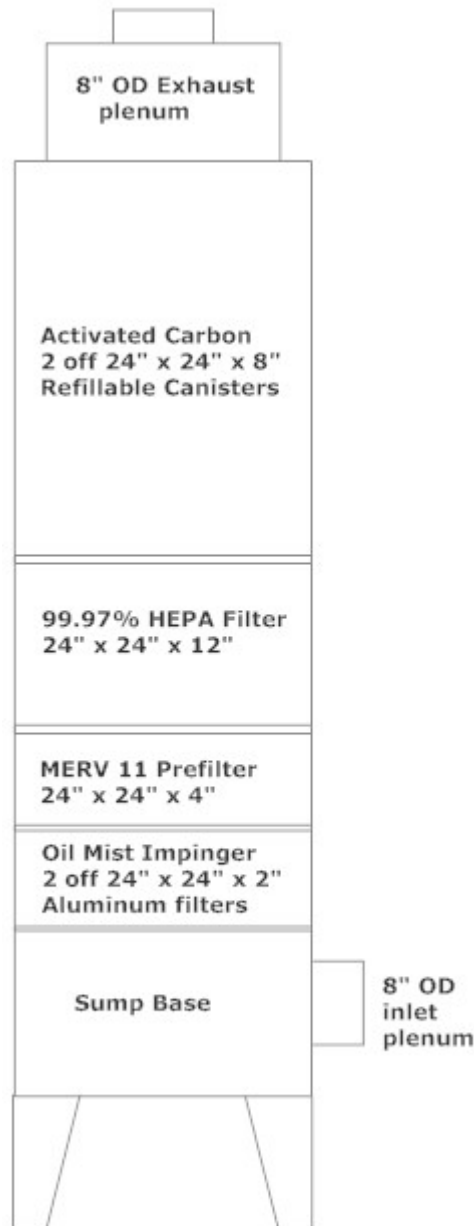 8" OD Exhaust
plenum
Activated Carbon
2 off 24" x 24" x 8"
Refillable Canisters
99.97% HEPA Filter
24" x 24" x 12"
MERV 11 Prefilter
24" x 24" x 4"
Oil Mist Impinger
2 off 24" x 24" x 2"
Aluminum filters
Sump Base
8" OD
inlet
plenum